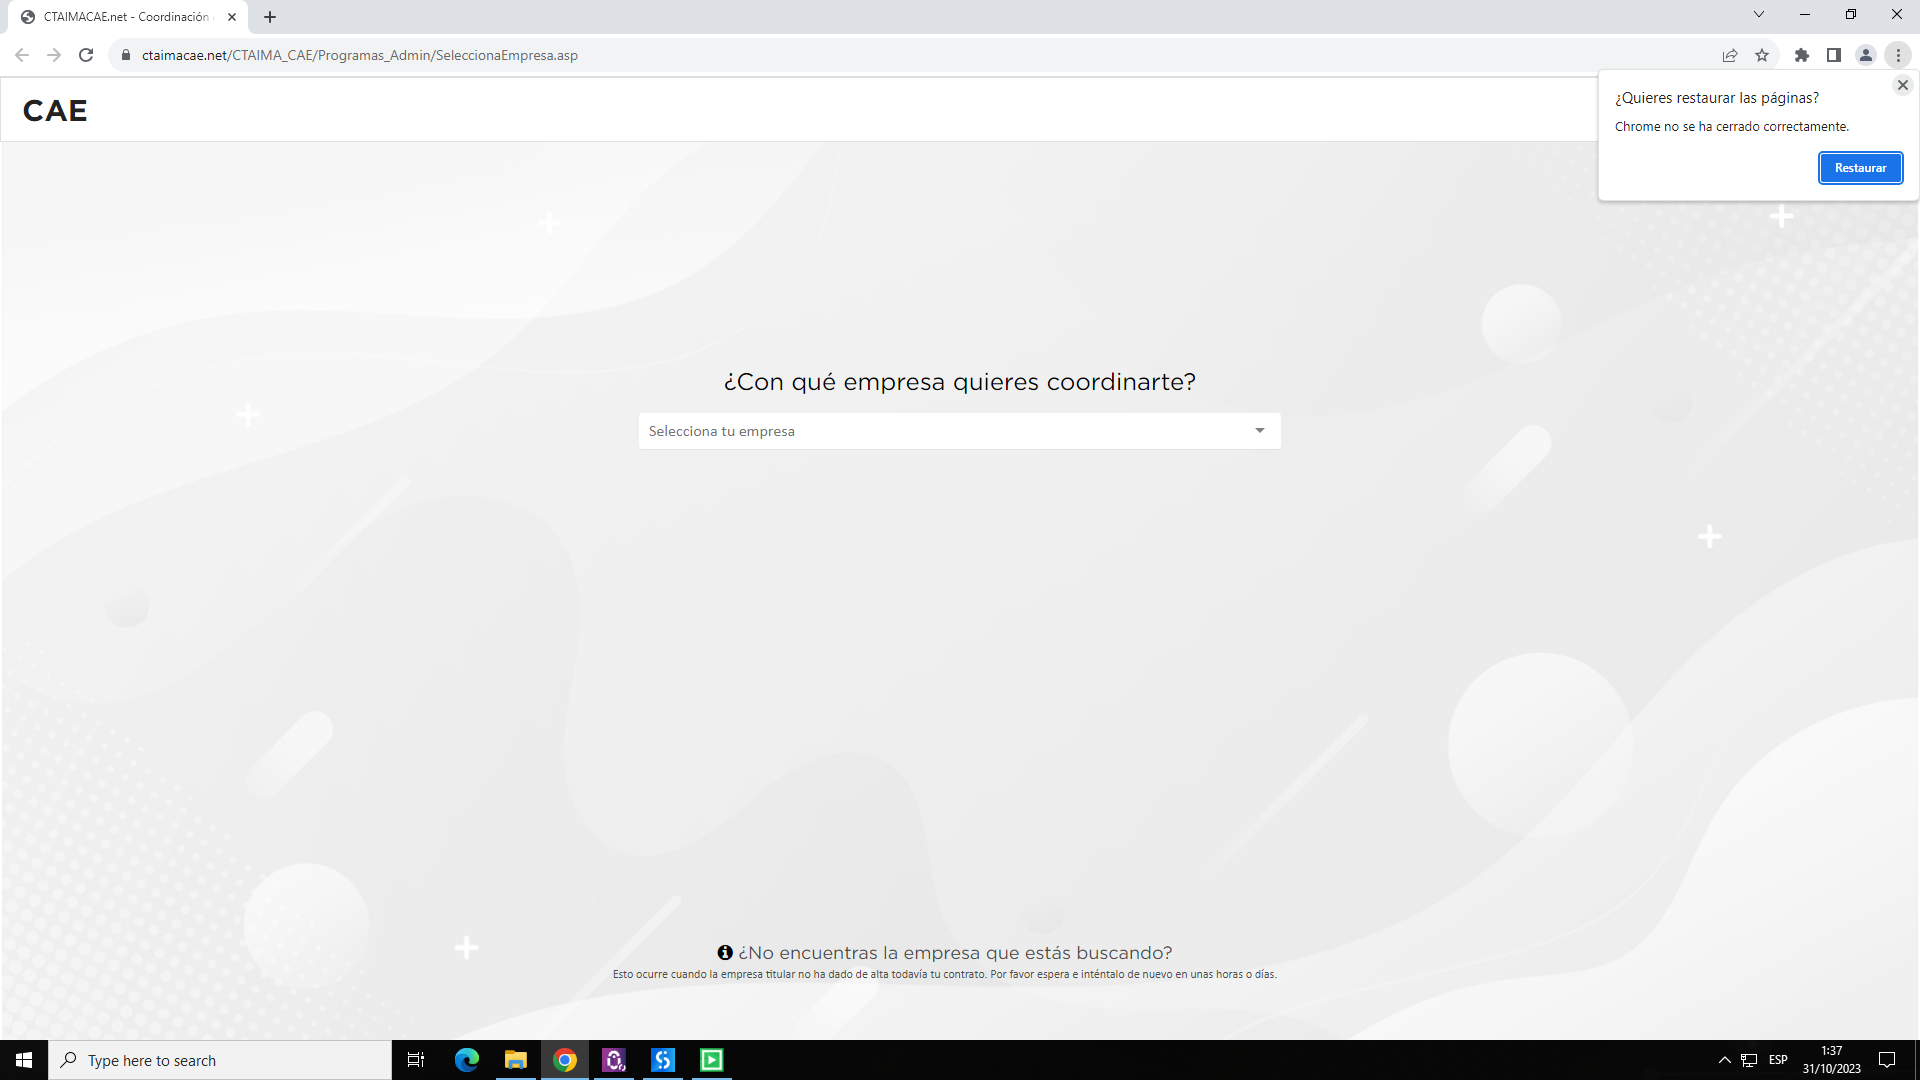 CTAIMACAE.net - Coordinación
ctaimacae.net/CTAIMA_CAE/Programas_Admin/SeleccionaEmpresa.asp
CAE
¿Quieres restaurar las páginas?
Chrome no se ha cerrado correctamente.
Restaurar
¿Con qué empresa quieres coordinarte?
Selecciona tu empresa
¿No encuentras la empresa que estás buscando?
Esto ocurre cuando la empresa titular no ha dado de alta todavía tu contrato. Por favor espera e inténtalo de nuevo en unas horas o días.
Type here to search
ESP
1:37
31/10/2023